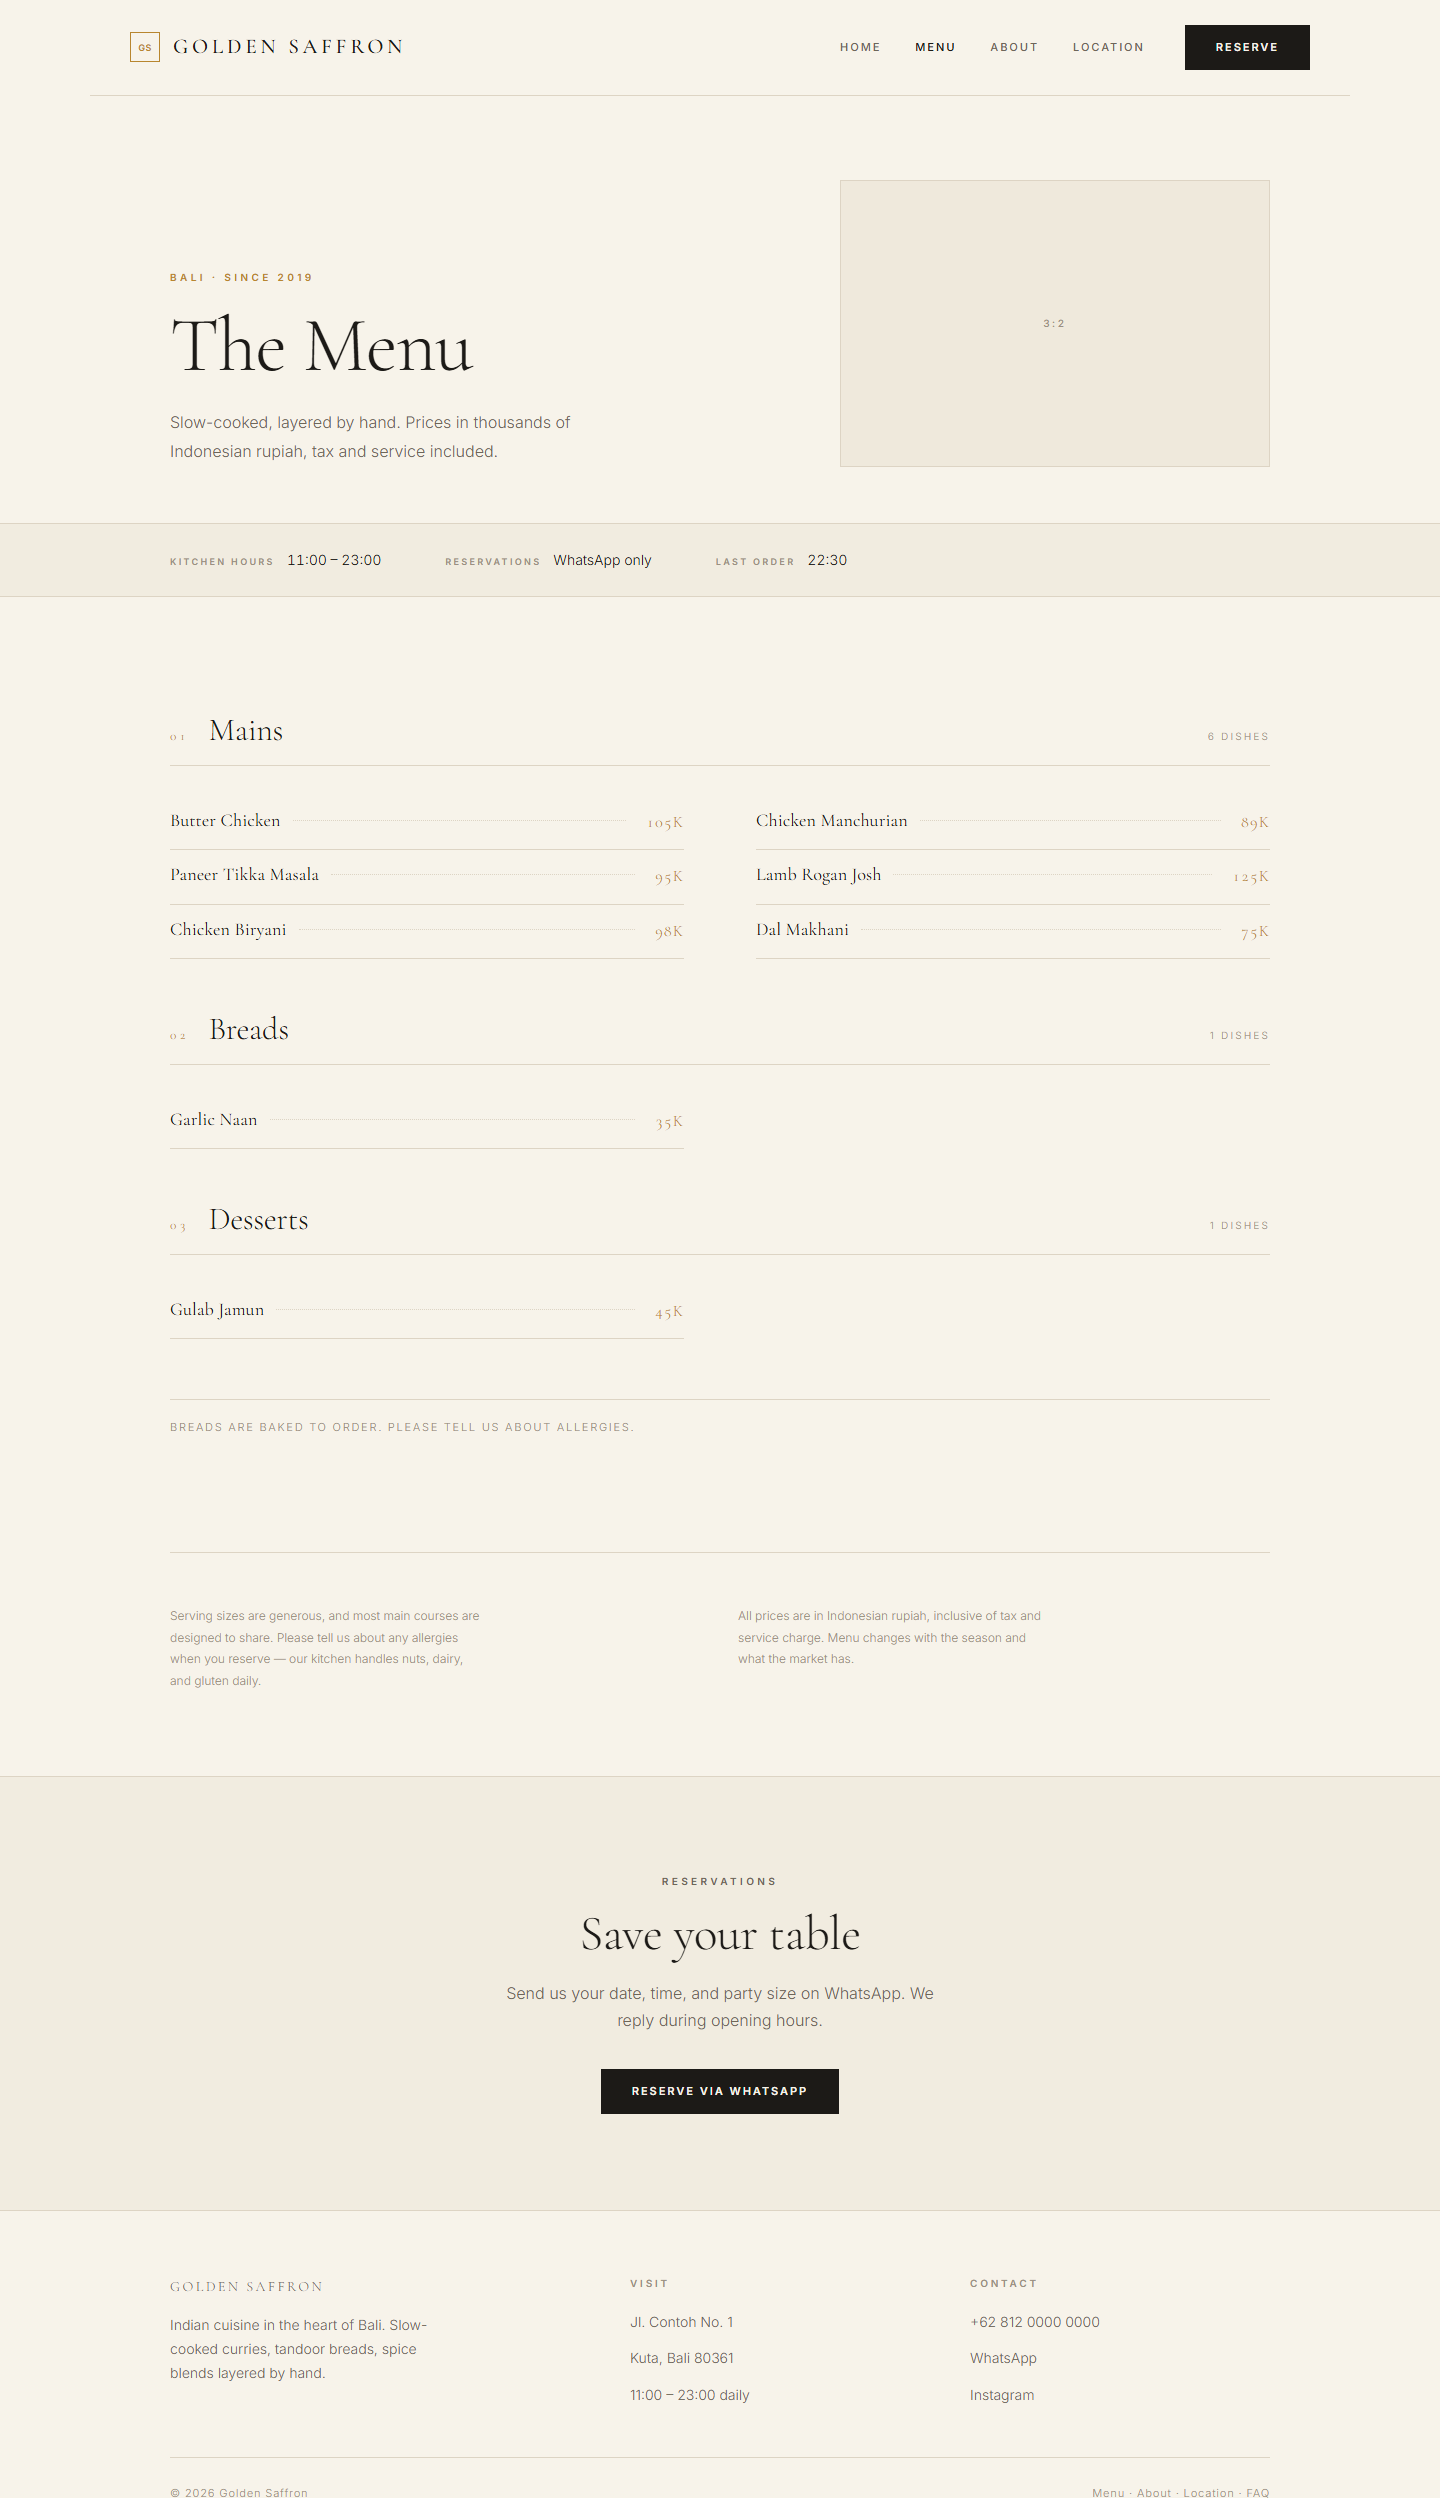 GS GOLDEN SAFFRON HOME MENU ABOUT LOCATION RESERVE
BALI · SINCE 2019
The Menu
Slow-cooked, layered by hand. Prices in thousands of
Indonesian rupiah, tax and service included.
3:2
KITCHEN HOURS 11:00 – 23:00 RESERVATIONS WhatsApp only LAST ORDER 22:30
01 Mains 6 DISHES
Butter Chicken 105K
Chicken Manchurian 89K
Paneer Tikka Masala 95K
Lamb Rogan Josh 125K
Chicken Biryani 98K
Dal Makhani 75K
02 Breads 1 DISHES
Garlic Naan 35K
03 Desserts 1 DISHES
Gulab Jamun 45K
BREADS ARE BAKED TO ORDER. PLEASE TELL US ABOUT ALLERGIES.
Serving sizes are generous, and most main courses are
designed to share. Please tell us about any allergies
when you reserve — our kitchen handles nuts, dairy,
and gluten daily.
All prices are in Indonesian rupiah, inclusive of tax and
service charge. Menu changes with the season and
what the market has.
RESERVATIONS
Save your table
Send us your date, time, and party size on WhatsApp. We
reply during opening hours.
RESERVE VIA WHATSAPP
GOLDEN SAFFRON
Indian cuisine in the heart of Bali. Slow-
cooked curries, tandoor breads, spice
blends layered by hand.
VISIT
Jl. Contoh No. 1
Kuta, Bali 80361
11:00 – 23:00 daily
CONTACT
+62 812 0000 0000
WhatsApp
Instagram
© 2026 Golden Saffron
Menu · About · Location · FAQ